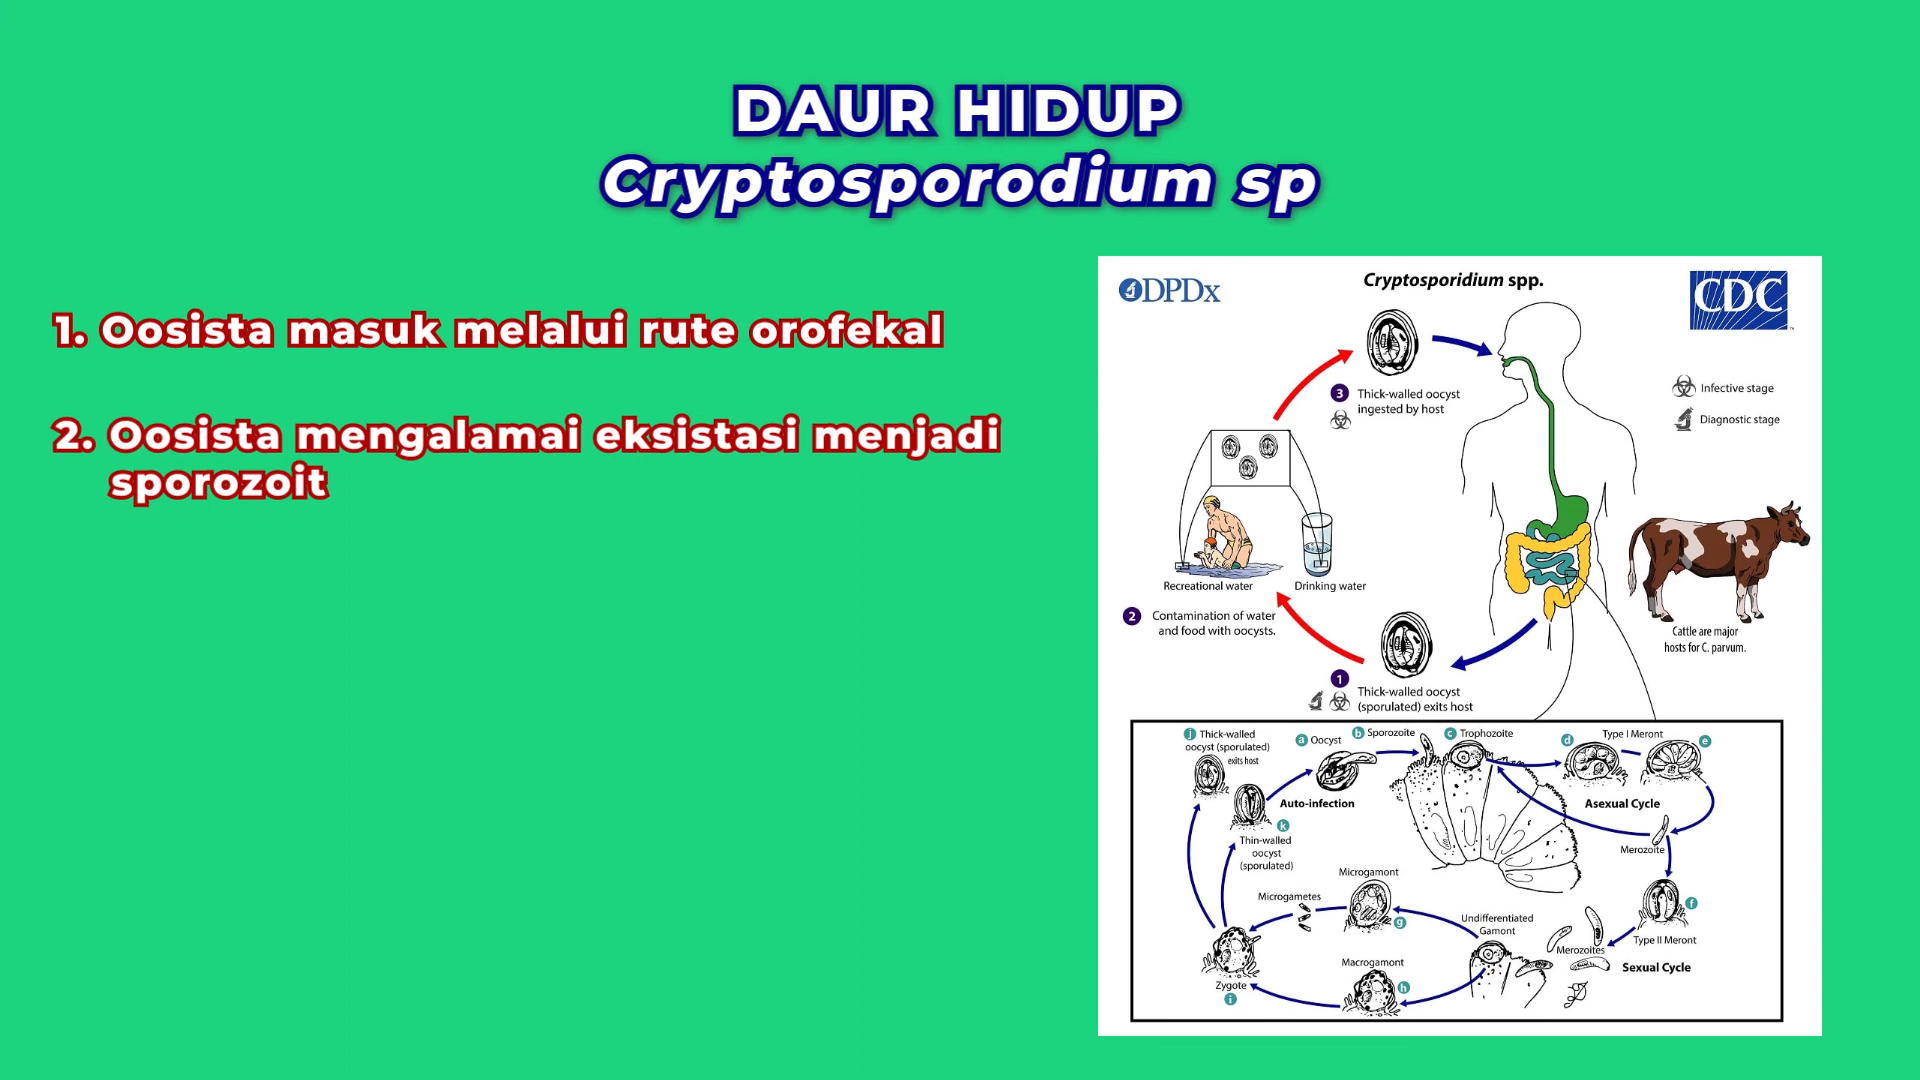 DAUR HIDUP
Cryptosporodium sp
1. Oosista masuk melalui rute orofekal
2. Oosista mengalamai eksistasi menjadi
sporozoit
DPDx
Cryptosporidium spp.
CDC
3 Thick-walled oocyst
ingested by host
Infective stage
Diagnostic stage
Recreational water
Drinking water
2 Contamination of water
and food with oocysts.
Cattle are major
hosts for C. parvum.
1 Thick-walled oocyst
(sporulated) exits host
j Thick-walled
oocyst (sporulated)
exits host
a Oocyst
b Sporozoite
c Trophozoite
d
Type I Meront
e
Auto-infection
Asexual Cycle
k
Thin-walled
oocyst
(sporulated)
Merozoite
Microgamont
Microgametes
g
f
Undifferentiated
Gamont
Type II Meront
Merozoites
Macrogamont
Sexual Cycle
Zygote
h
i